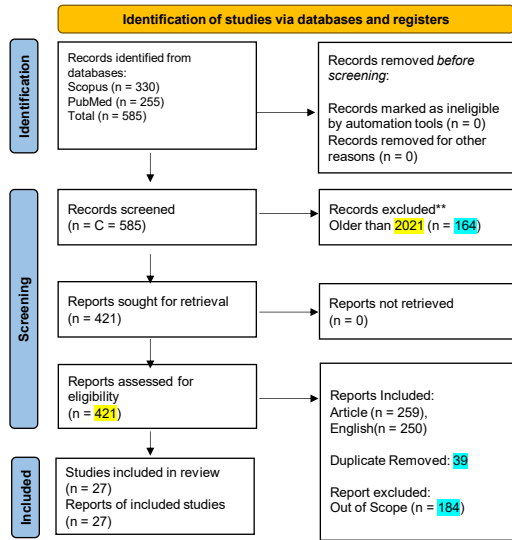 Identification of studies via databases and registers
Identification
Records identified from
databases:
Scopus (n = 330)
PubMed (n = 255)
Total (n = 585)
Records removed before
screening:
Records marked as ineligible
by automation tools (n = 0)
Records removed for other
reasons (n = 0)
Screening
Records screened
(n = C = 585)
Records excluded**
Older than 2021 (n = 164)
Reports sought for retrieval
(n = 421)
Reports not retrieved
(n = 0)
Reports assessed for
eligibility
(n = 421)
Reports Included:
Article (n = 259),
English(n = 250)
Duplicate Removed: 39
Report excluded:
Out of Scope (n = 184)
Included
Studies included in review
(n = 27)
Reports of included studies
(n = 27)